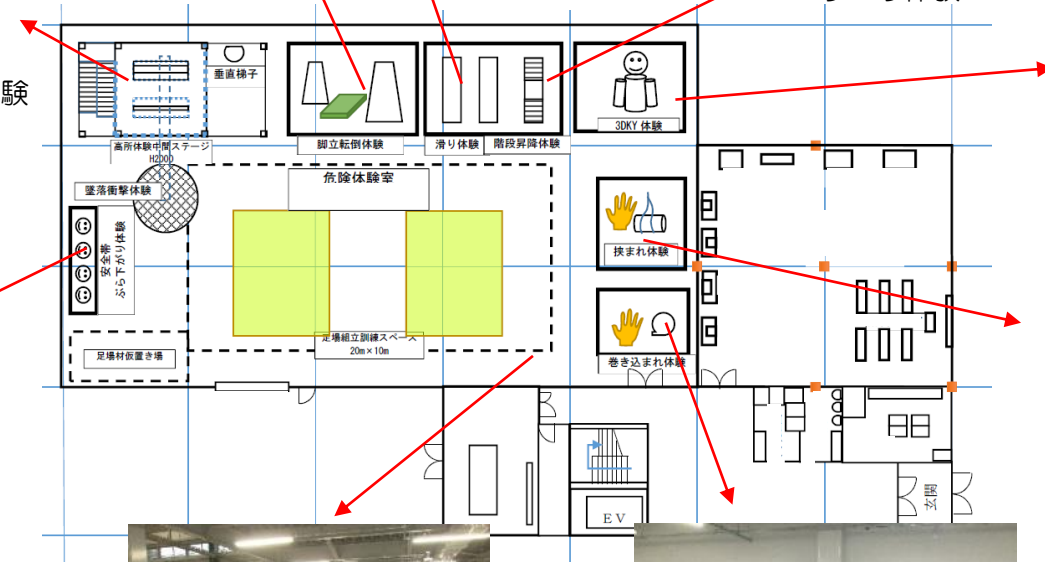 験
垂直梯子
高所体験中間ステージ
H2000
脚立転倒体験
滑り体験
階段昇降体験
3DKY 体験
危険体験室
墜落衝撃体験
安全帯
ぶら下がり体験
挟まれ体験
足場組立訓練スペース
20m×10m
足場材仮置き場
巻き込まれ体験
EV
玄関